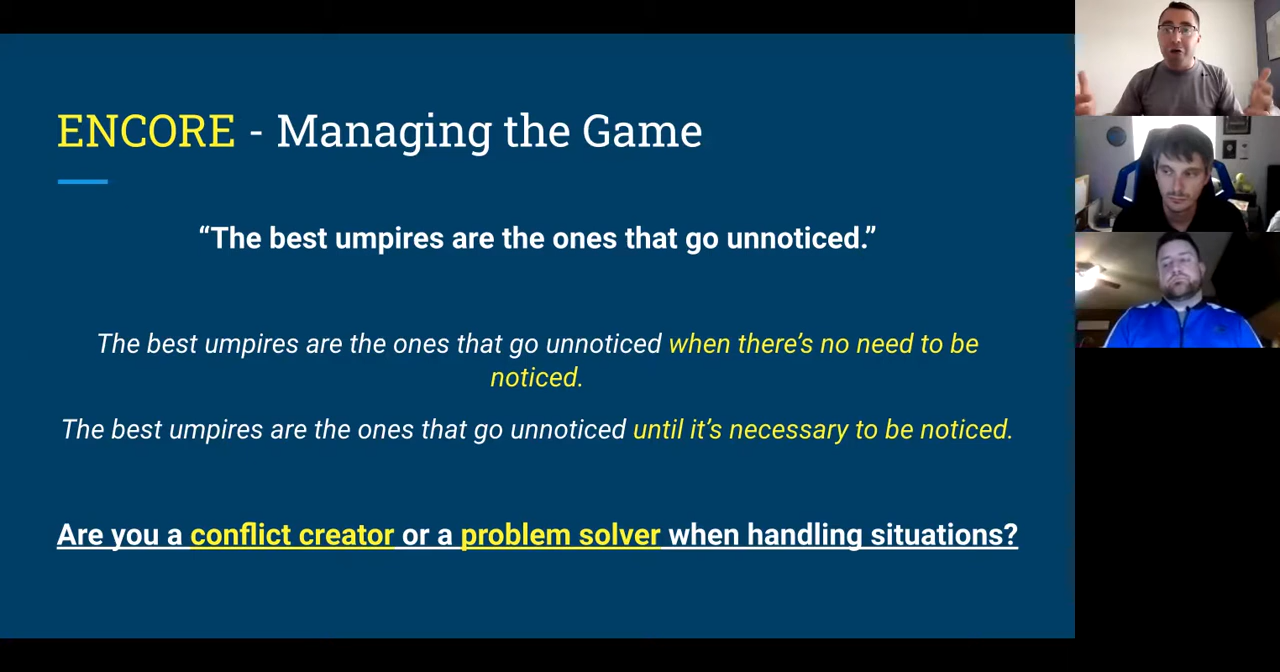 ENCORE - Managing the Game
“The best umpires are the ones that go unnoticed.”
The best umpires are the ones that go unnoticed when there’s no need to be
noticed.
The best umpires are the ones that go unnoticed until it’s necessary to be noticed.
Are you a conflict creator or a problem solver when handling situations?